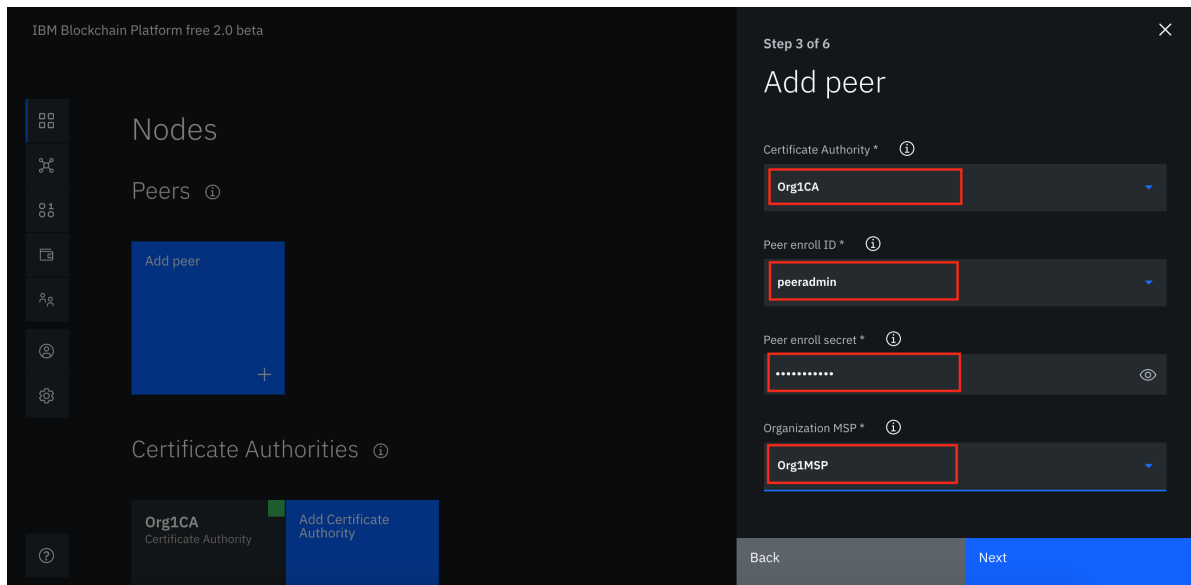 IBM Blockchain Platform free 2.0 beta
Nodes
Peers
Add peer
Certificate Authorities
Org1CA
Certificate Authority
Add Certificate
Authority
Step 3 of 6
Add peer
Certificate Authority *
Org1CA
Peer enroll ID *
peeradmin
Peer enroll secret *
•••••••••••
Organization MSP *
Org1MSP
Back
Next